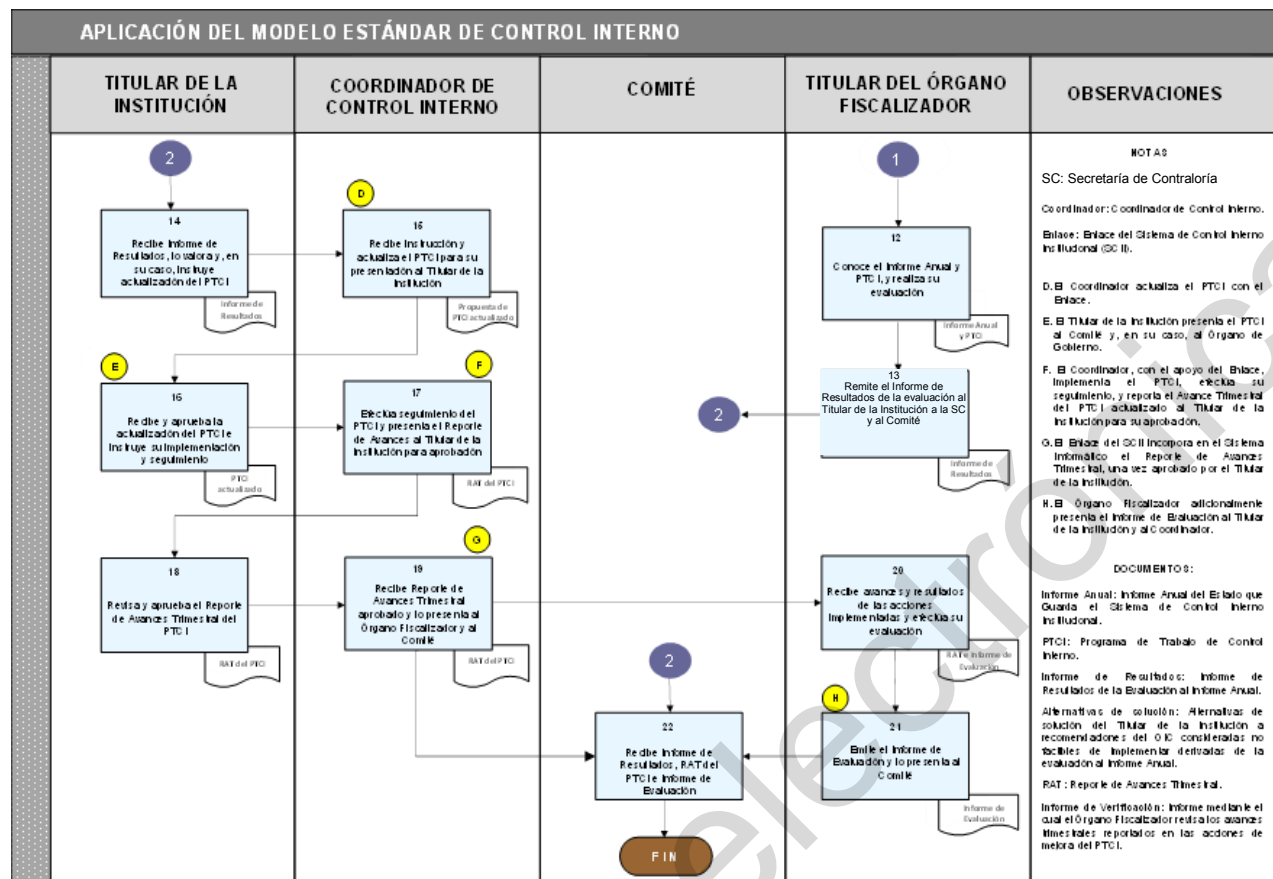 APLICACIÓN DEL MODELO ESTÁNDAR DE CONTROL INTERNO
TITULAR DE LA
INSTITUCIÓN
COORDINADOR DE
CONTROL INTERNO
COMITÉ
TITULAR DEL ÓRGANO
FISCALIZADOR
OBSERVACIONES
2
14
Recibe Informe de
Resultados, lo valora y, en
su caso, instruye
actualización del PTCI
Informe de
Resultados
D
15
Recibe instrucción y
actualiza el PTCI para su
presentación al Titular de la
Institución
Propuesta de
PTCI actualizado
E
16
Recibe y aprueba la
actualización del PTCI e
instruye su implementación
y seguimiento
PTCI
actualizado
F
17
Efectúa seguimiento del
PTCI y presenta el Reporte
de Avances al Titular de la
Institución para aprobación
RAT del PTCI
18
Revisa y aprueba el Reporte
de Avances Trimestral del
PTCI
RAT del PTCI
G
19
Recibe Reporte de
Avances Trimestral
aprobado y lo presenta al
Órgano Fiscalizador y al
Comité
RAT del PTCI
2
2
22
Recibe Informe de
Resultados, RAT del
PTCI e Informe de
Evaluación
FIN
1
12
Conoce el Informe Anual y
PTCI, y realiza su
evaluación
Informe Anual
y PTCI
13
Remite el Informe de
Resultados de la evaluación al
Titular de la Institución a la SC
y al Comité
Informe de
Resultados
20
Recibe avances y resultados
de las acciones
implementadas y efectúa su
evaluación
RAT e Informe de
Evaluación
H
21
Emite el Informe de
Evaluación y lo presenta al
Comité
Informe de
Evaluación
NOTAS
SC: Secretaría de Contraloría
Coordinador: Coordinador de Control Interno.
Enlace: Enlace del Sistema de Control Interno
Institucional (SCII).
D. El Coordinador actualiza el PTCI con el
Enlace.
E. El Titular de la Institución presenta el PTCI
al Comité y, en su caso, al Órgano de
Gobierno.
F. El Coordinador, con el apoyo del Enlace,
implementa el PTCI, efectúa su
seguimiento, y reporta el Avance Trimestral
del PTCI actualizado al Titular de la
Institución para su aprobación.
G. El Enlace del SCII incorpora en el Sistema
Informático el Reporte de Avances
Trimestral, una vez aprobado por el Titular
de la Institución.
H. El Órgano Fiscalizador adicionalmente
presenta el Informe de Evaluación al Titular
de la Institución y al Coordinador.
DOCUMENTOS:
Informe Anual: Informe Anual del Estado que
Guarda el Sistema de Control Interno
Institucional.
PTCI: Programa de Trabajo de Control
Interno.
Informe de Resultados: Informe de
Resultados de la Evaluación al Informe Anual.
Alternativas de solución: Alternativas de
solución del Titular de la Institución a
recomendaciones del OIC consideradas no
factibles de implementar derivadas de la
evaluación al Informe Anual.
RAT: Reporte de Avances Trimestral.
Informe de Verificación: Informe mediante el
cual el Órgano Fiscalizador revisa los avances
trimestrales reportados en las acciones de
mejora del PTCI.
electrónica